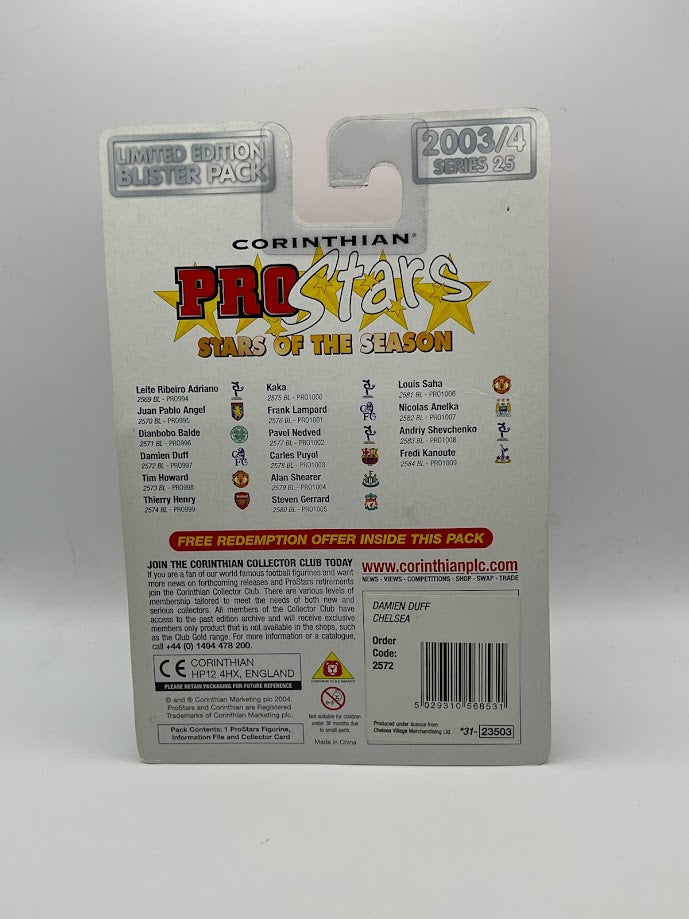 LIMITED EDITION
BLISTER PACK
2003/4
SERIES 25
CORINTHIAN®
PROStars
STARS OF THE SEASON
Leite Ribeiro Adriano
2569 BL - PRO994
Juan Pablo Angel
2570 BL - PRO995
Dianbobo Balde
2571 BL - PRO996
Damien Duff
2572 BL - PRO997
Tim Howard
2573 BL - PRO998
Thierry Henry
2574 BL - PRO999
Kaka
2575 BL - PRO1000
Frank Lampard
2576 BL - PRO1001
Pavel Nedved
2577 BL - PRO1002
Carles Puyol
2578 BL - PRO1003
Alan Shearer
2579 BL - PRO1004
Steven Gerrard
2580 BL - PRO1005
Louis Saha
2581 BL - PRO1006
Nicolas Anelka
2582 BL - PRO1007
Andriy Shevchenko
2583 BL - PRO1008
Fredi Kanoute
2584 BL - PRO1009
FREE REDEMPTION OFFER INSIDE THIS PACK
JOIN THE CORINTHIAN COLLECTOR CLUB TODAY
If you are a fan of our world famous football figurines and want
more news on forthcoming releases and ProStars retirements
join the Corinthian Collector Club. There are various levels of
membership tailored to meet the needs of both new and
serious collectors. All members of the Collector Club have
access to the past edition archive and will receive exclusive
members only product that is not available in the shops, such
as the Club Gold range. For more information or a catalogue,
call +44 (0) 1494 478 200.
CE CORINTHIAN
HP12 4HX, ENGLAND
PLEASE RETAIN PACKAGING FOR FUTURE REFERENCE
© and ® Corinthian Marketing plc 2004.
ProStars and Corinthian are Registered
Trademarks of Corinthian Marketing plc.
Pack Contents: 1 ProStars Figurine,
Information File and Collector Card
0-3
Not suitable for children
under 36 months due
to small parts.
Made in China
www.corinthianplc.com
NEWS - VIEWS - COMPETITIONS - SHOP - SWAP - TRADE
DAMIEN DUFF
CHELSEA
Order
Code:
2572
5 029310 568531
Produced under licence from
Chelsea Village Merchandising Ltd
*31- 23503